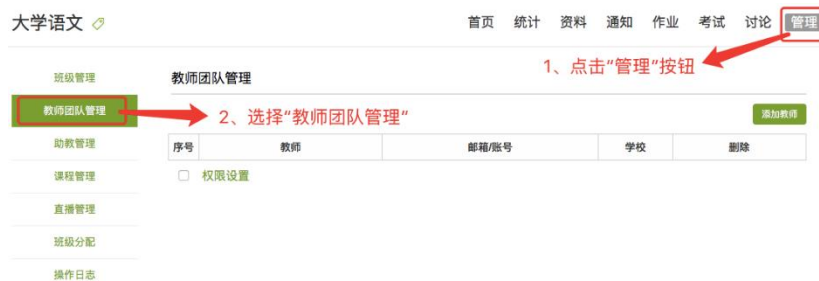 大学语文
首页 统计 资料 通知 作业 考试 讨论 管理
1、点击“管理”按钮
班级管理
教师团队管理
助教管理
课程管理
直播管理
班级分配
操作日志
教师团队管理
2、选择“教师团队管理“
添加教师
序号 教师 邮箱/账号 学校 删除
权限设置